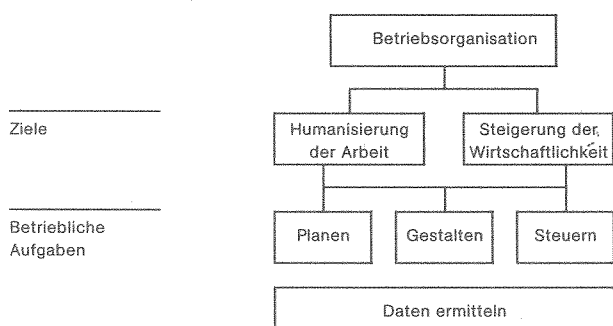 Betriebsorganisation
Ziele
Humanisierung
der Arbeit
Steigerung der
Wirtschaftlichkeit
Betriebliche
Aufgaben
Planen
Gestalten
Steuern
Daten ermitteln